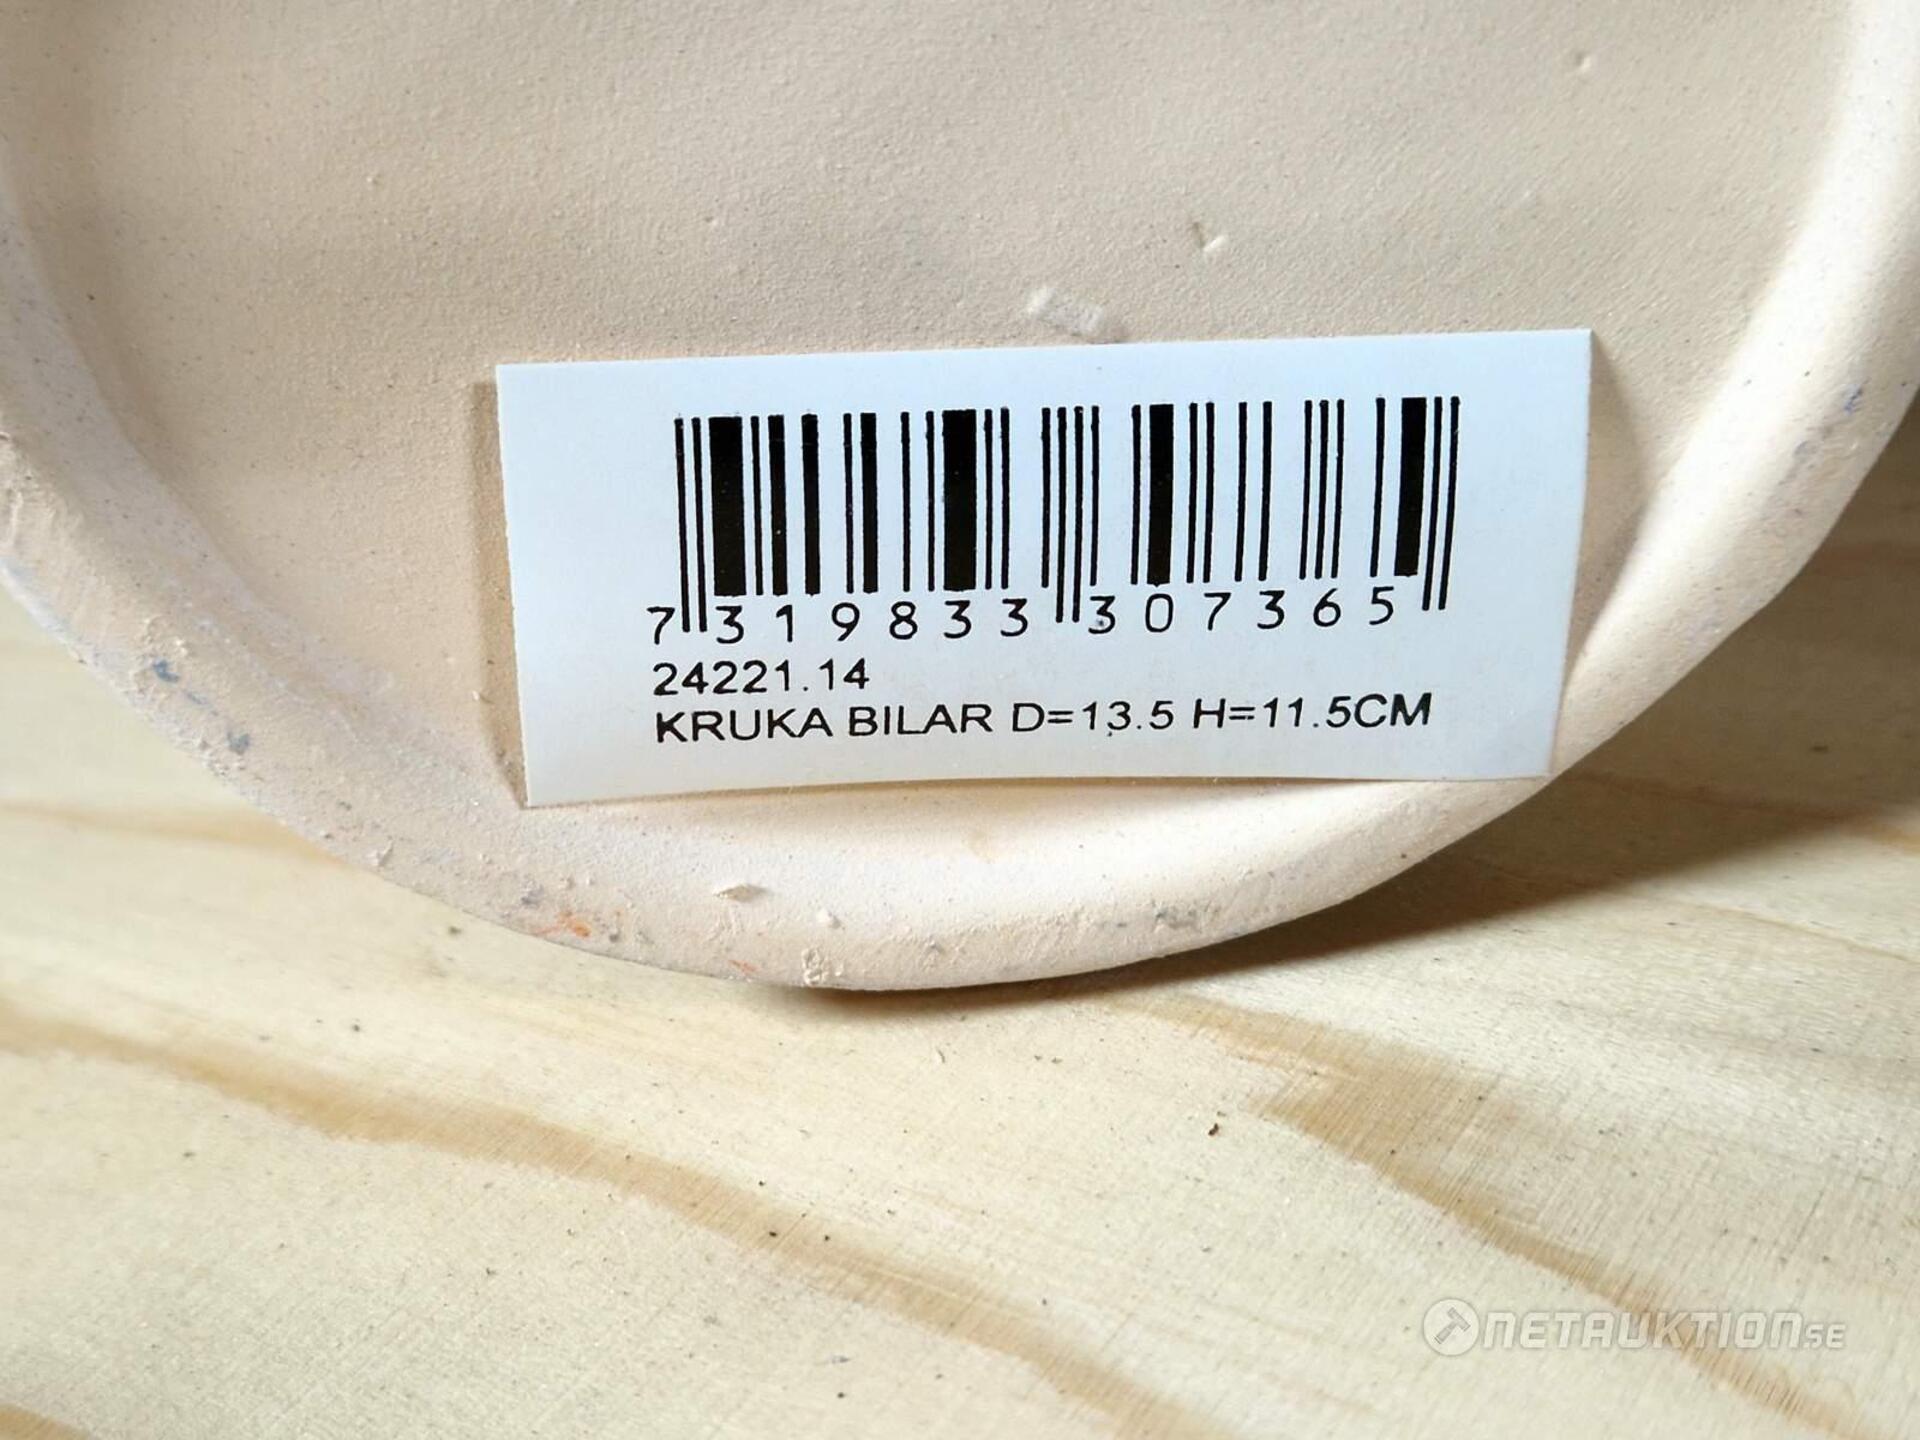 7 319833 307365
24221.14
KRUKA BILAR D=13.5 H=11.5CM
NETAUKTION.SE